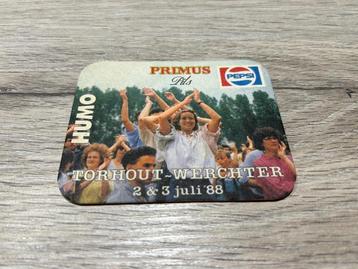 PRIMUS
Pils
PEPSI
HUMO
TORHOUT-WERCHTER
2 & 3 juli '88